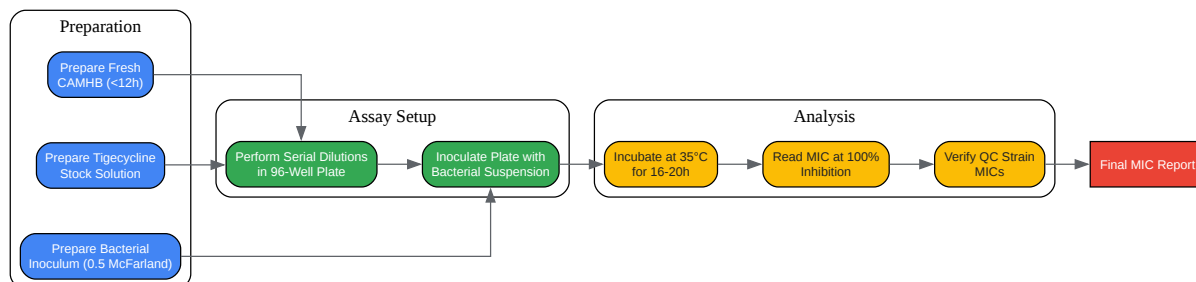 Preparation
Prepare Fresh
CAMHB (<12h)
Prepare Tigecycline
Stock Solution
Prepare Bacterial
Inoculum (0.5 McFarland)
Assay Setup
Perform Serial Dilutions
in 96-Well Plate
Inoculate Plate with
Bacterial Suspension
Analysis
Incubate at 35°C
for 16-20h
Read MIC at 100%
Inhibition
Verify QC Strain
MICs
Final MIC Report